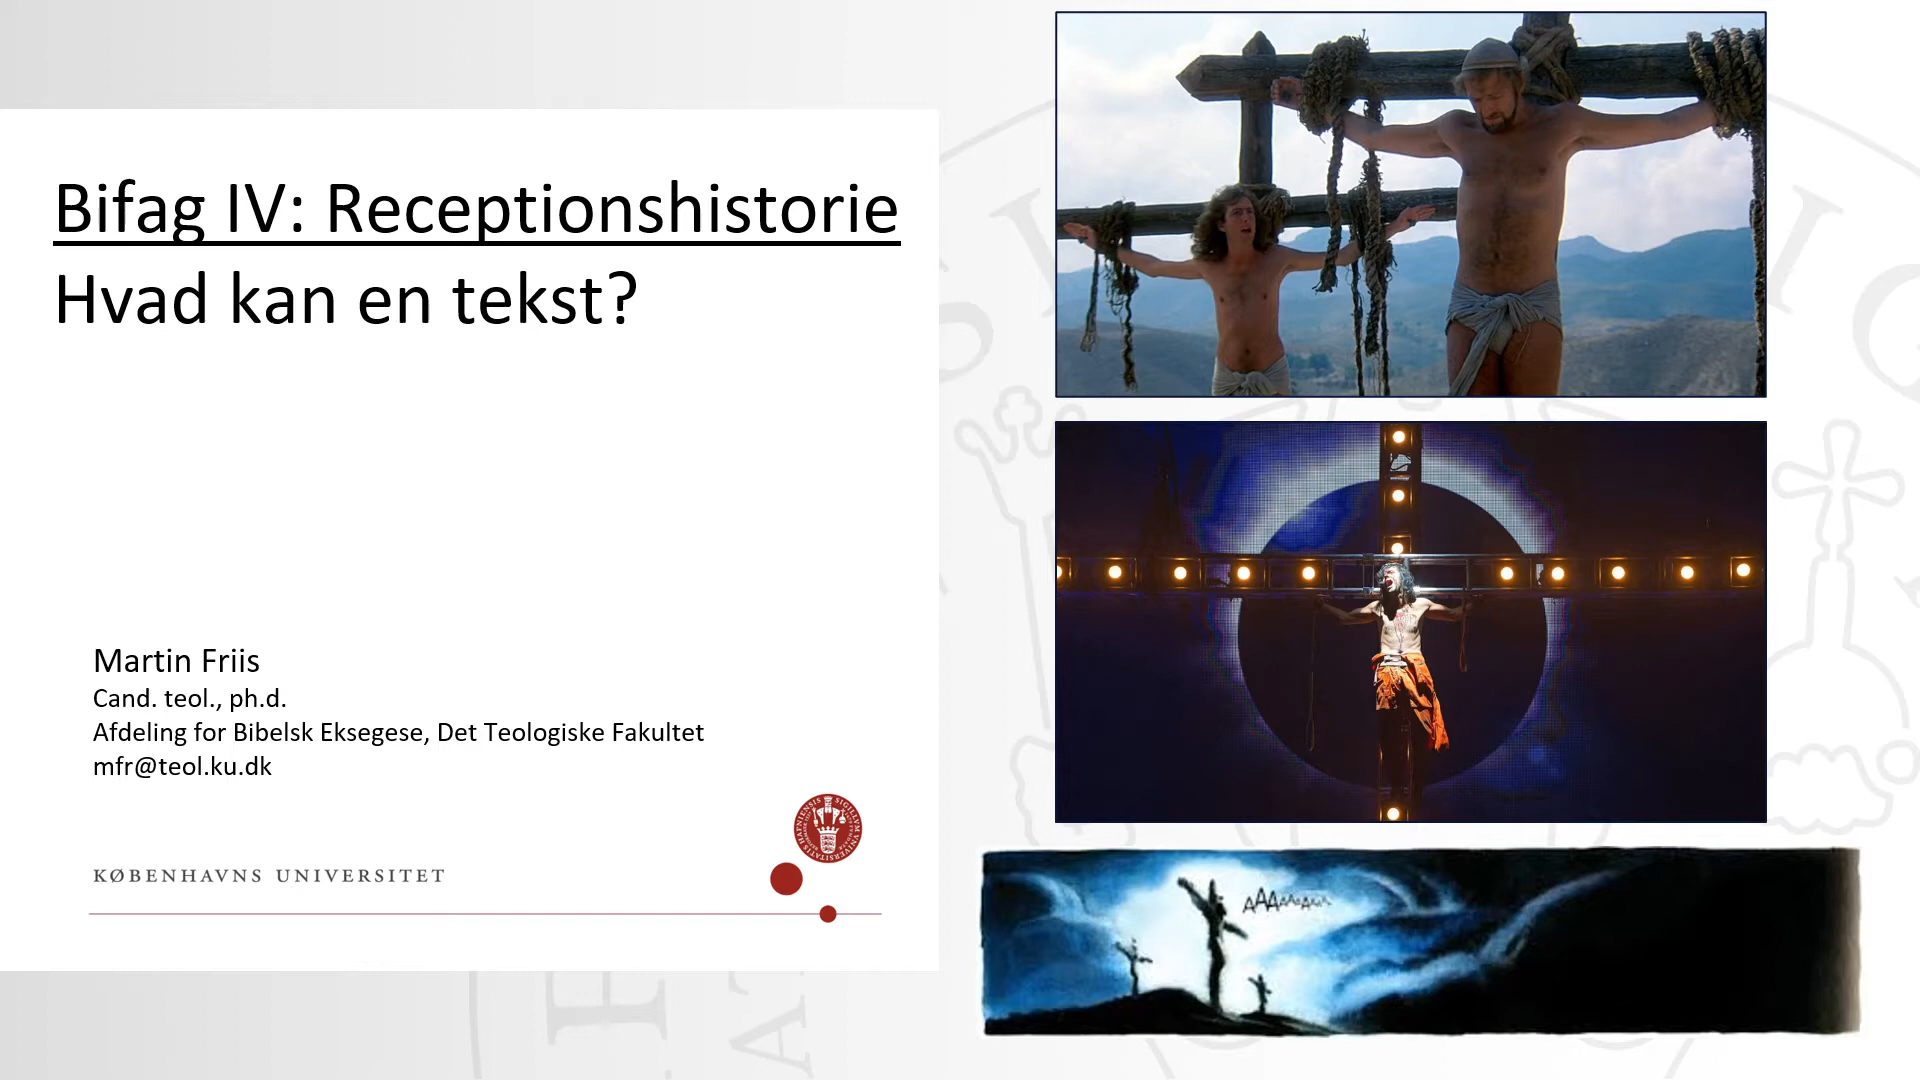 Bifag IV: Receptionshistorie
Hvad kan en tekst?
Martin Friis
Cand. teol., ph.d.
Afdeling for Bibelsk Eksegese, Det Teologiske Fakultet
mfr@teol.ku.dk
KØBENHAVNS UNIVERSITET